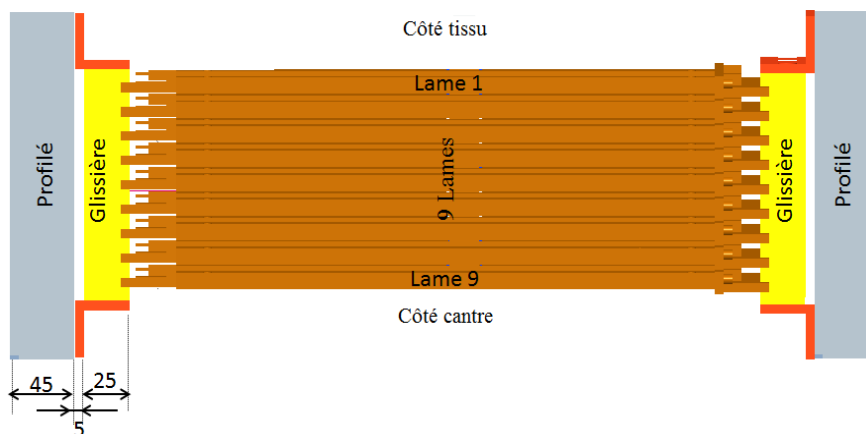 Côté tissu
Lame 1
Profilé
Glissière
9 Lames
Glissière
Profilé
Lame 9
Côté cantre
45
25
5